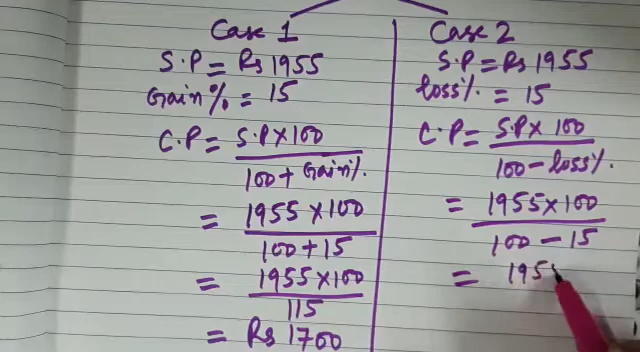 Case 1
S.P = Rs 1955
Gain% = 15
C.P = S.P × 100
100 + Gain%.
= 1955 × 100
100 + 15
= 1955 × 100
115
= Rs 1700
Case 2
S.P = Rs 1955
loss% = 15
C.P = S.P × 100
100 - loss%.
= 1955 × 100
100 - 15
= 195